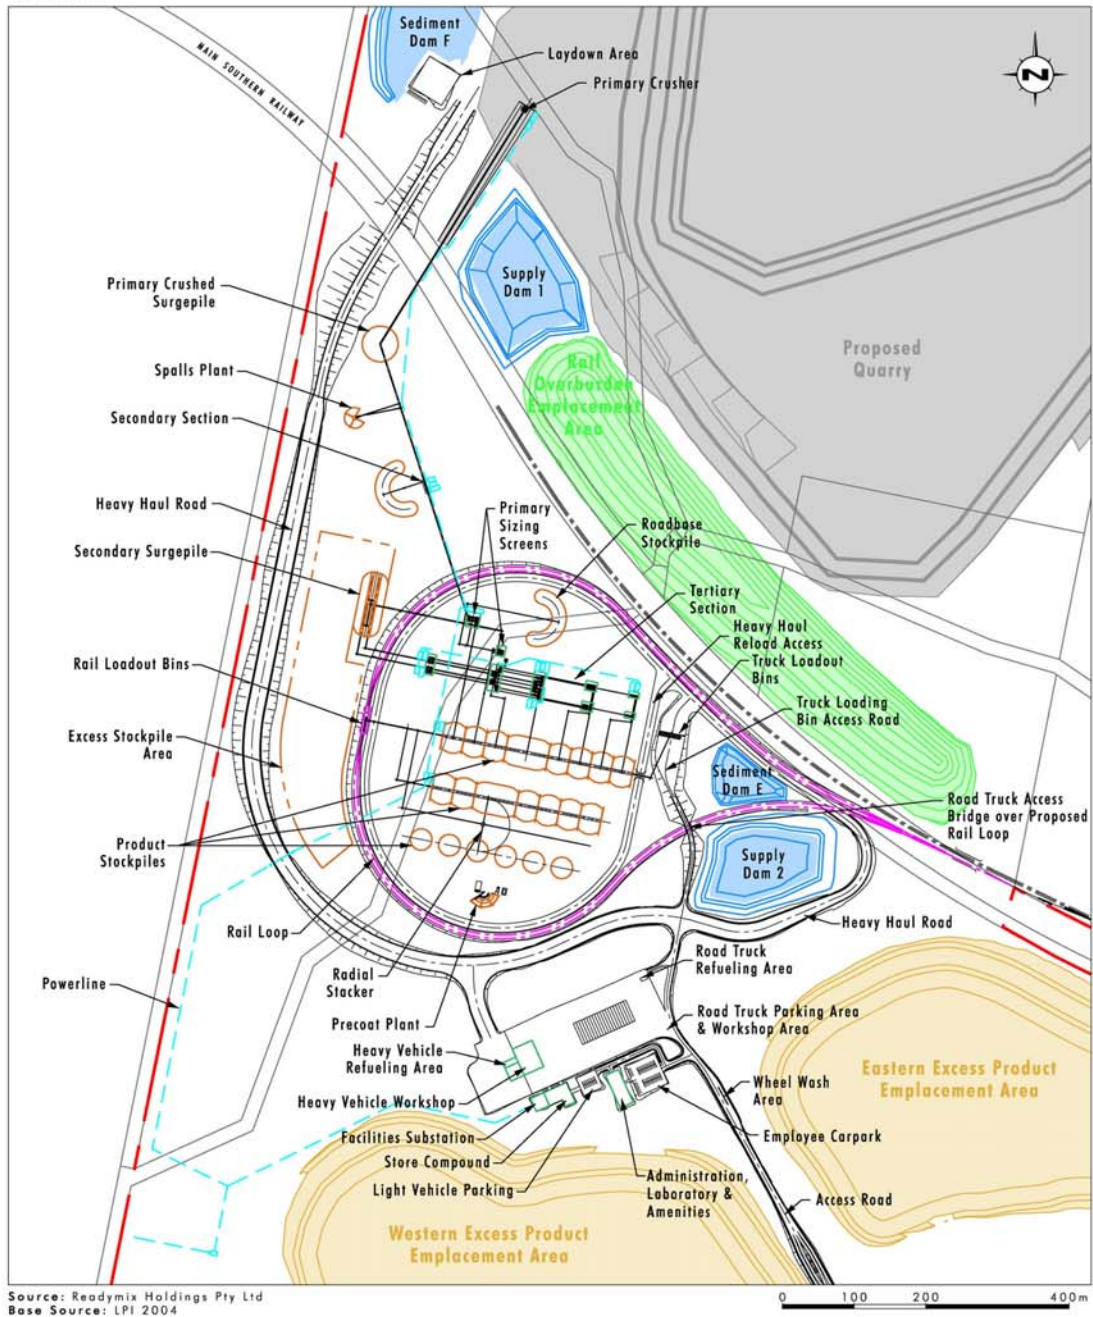 Sediment
Dam F
Laydown Area
Primary Crusher
MAIN SOUTHERN RAILWAY
N
Supply
Dam 1
Primary Crushed
Surgepile
Proposed
Quarry
Rail
Overburden
Emplacement
Area
Spalls Plant
Secondary Section
Heavy Haul Road
Primary
Sizing
Screens
Roadbase
Stockpile
Secondary Surgepile
Tertiary
Section
Heavy Haul
Reload Access
Rail Loadout Bins
Truck Loadout
Bins
Truck Loading
Bin Access Road
Excess Stockpile
Area
Sediment
Dam E
Road Truck Access
Bridge over Proposed
Rail Loop
Product
Stockpiles
Supply
Dam 2
Rail Loop
Heavy Haul Road
Radial
Stacker
Road Truck
Refueling Area
Powerline
Precoat Plant
Road Truck Parking Area
& Workshop Area
Heavy Vehicle
Refueling Area
Eastern Excess Product
Emplacement Area
Wheel Wash
Area
Heavy Vehicle Workshop
Facilities Substation
Employee Carpark
Store Compound
Light Vehicle Parking
Administration,
Laboratory &
Amenities
Access Road
Western Excess Product
Emplacement Area
Source: Readymix Holdings Pty Ltd
Base Source: LPI 2004
0 100 200 400m